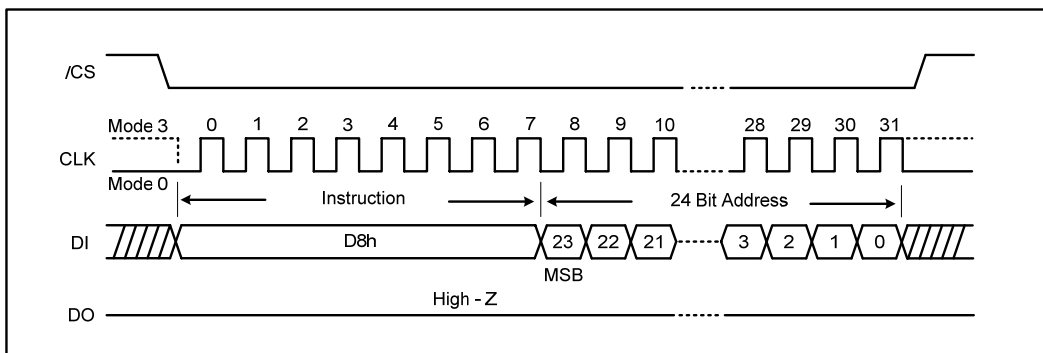 /CS
Mode 3 0 1 2 3 4 5 6 7 8 9 10 28 29 30 31
CLK
Mode 0
Instruction 24 Bit Address
DI D8h 23 22 21 3 2 1 0
MSB
High - Z
DO